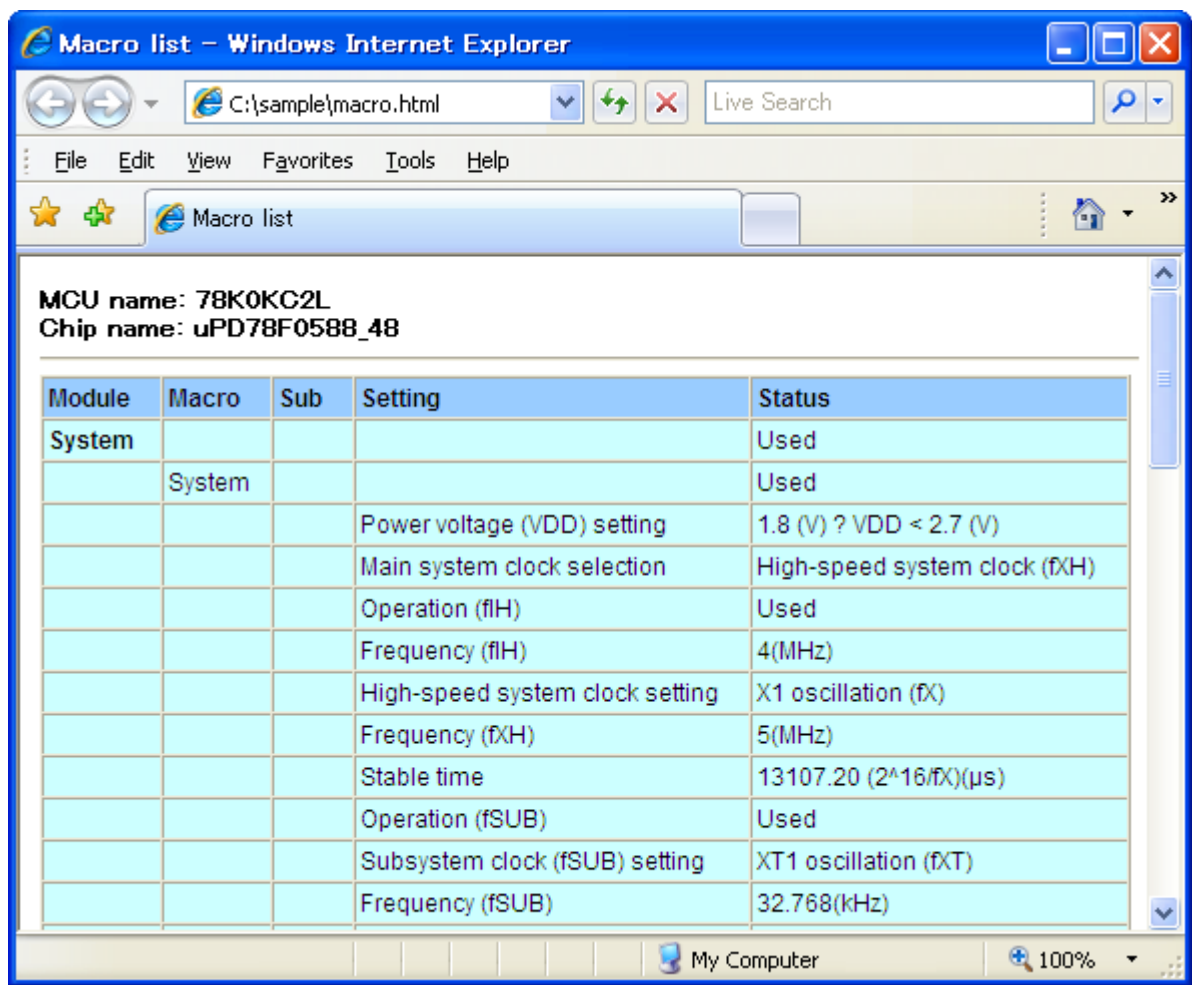 Macro list - Windows Internet Explorer
C:\sample\macro.html
Live Search
File Edit View Favorites Tools Help
Macro list
»
MCU name: 78K0KC2L
Chip name: uPD78F0588_48
Module Macro Sub Setting Status
System Used
System Used
Power voltage (VDD) setting 1.8 (V) ? VDD < 2.7 (V)
Main system clock selection High-speed system clock (fXH)
Operation (fIH) Used
Frequency (fIH) 4(MHz)
High-speed system clock setting X1 oscillation (fX)
Frequency (fXH) 5(MHz)
Stable time 13107.20 (2^16/fX)(µs)
Operation (fSUB) Used
Subsystem clock (fSUB) setting XT1 oscillation (fXT)
Frequency (fSUB) 32.768(kHz)
My Computer 100%